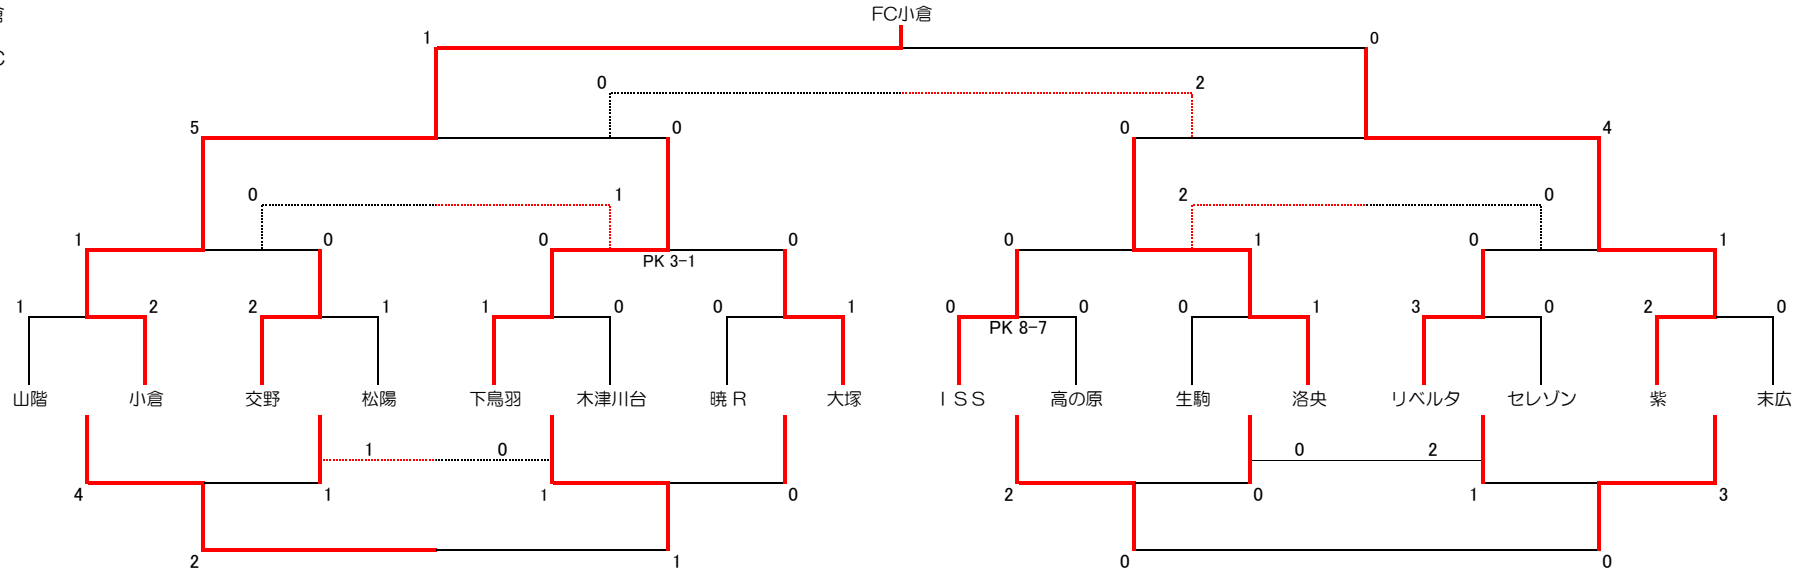 FC小倉
1 0
C
0 2
5 0 0 4
0 1 2 0
1 0 0 0 0 1 0 1
PK 3-1
1 2 2 1 1 0 0 1 0 0 0 1 3 0 2 0
PK 8-7
山階 小倉 交野 松陽 下鳥羽 木津川台 暁 R 大塚 ISS 高の原 生駒 洛央 リベルタ セレゾン 紫 末広
1 0 0 2
4 1 1 0 2 0 1 3
2 1 0 0